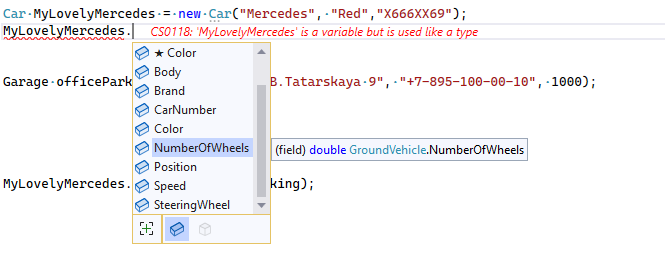 Car MyLovelyMercedes = new Car("Mercedes", "Red","X666XX69");
MyLovelyMercedes. CS0118: 'MyLovelyMercedes' is a variable but is used like a type
★ Color
Body
Garage officePark B.Tatarskaya 9", "+7-895-100-00-10", 1000);
Brand
CarNumber
Color
NumberOfWheels (field) double GroundVehicle.NumberOfWheels
Position
MyLovelyMercedes. king);
Speed
SteeringWheel